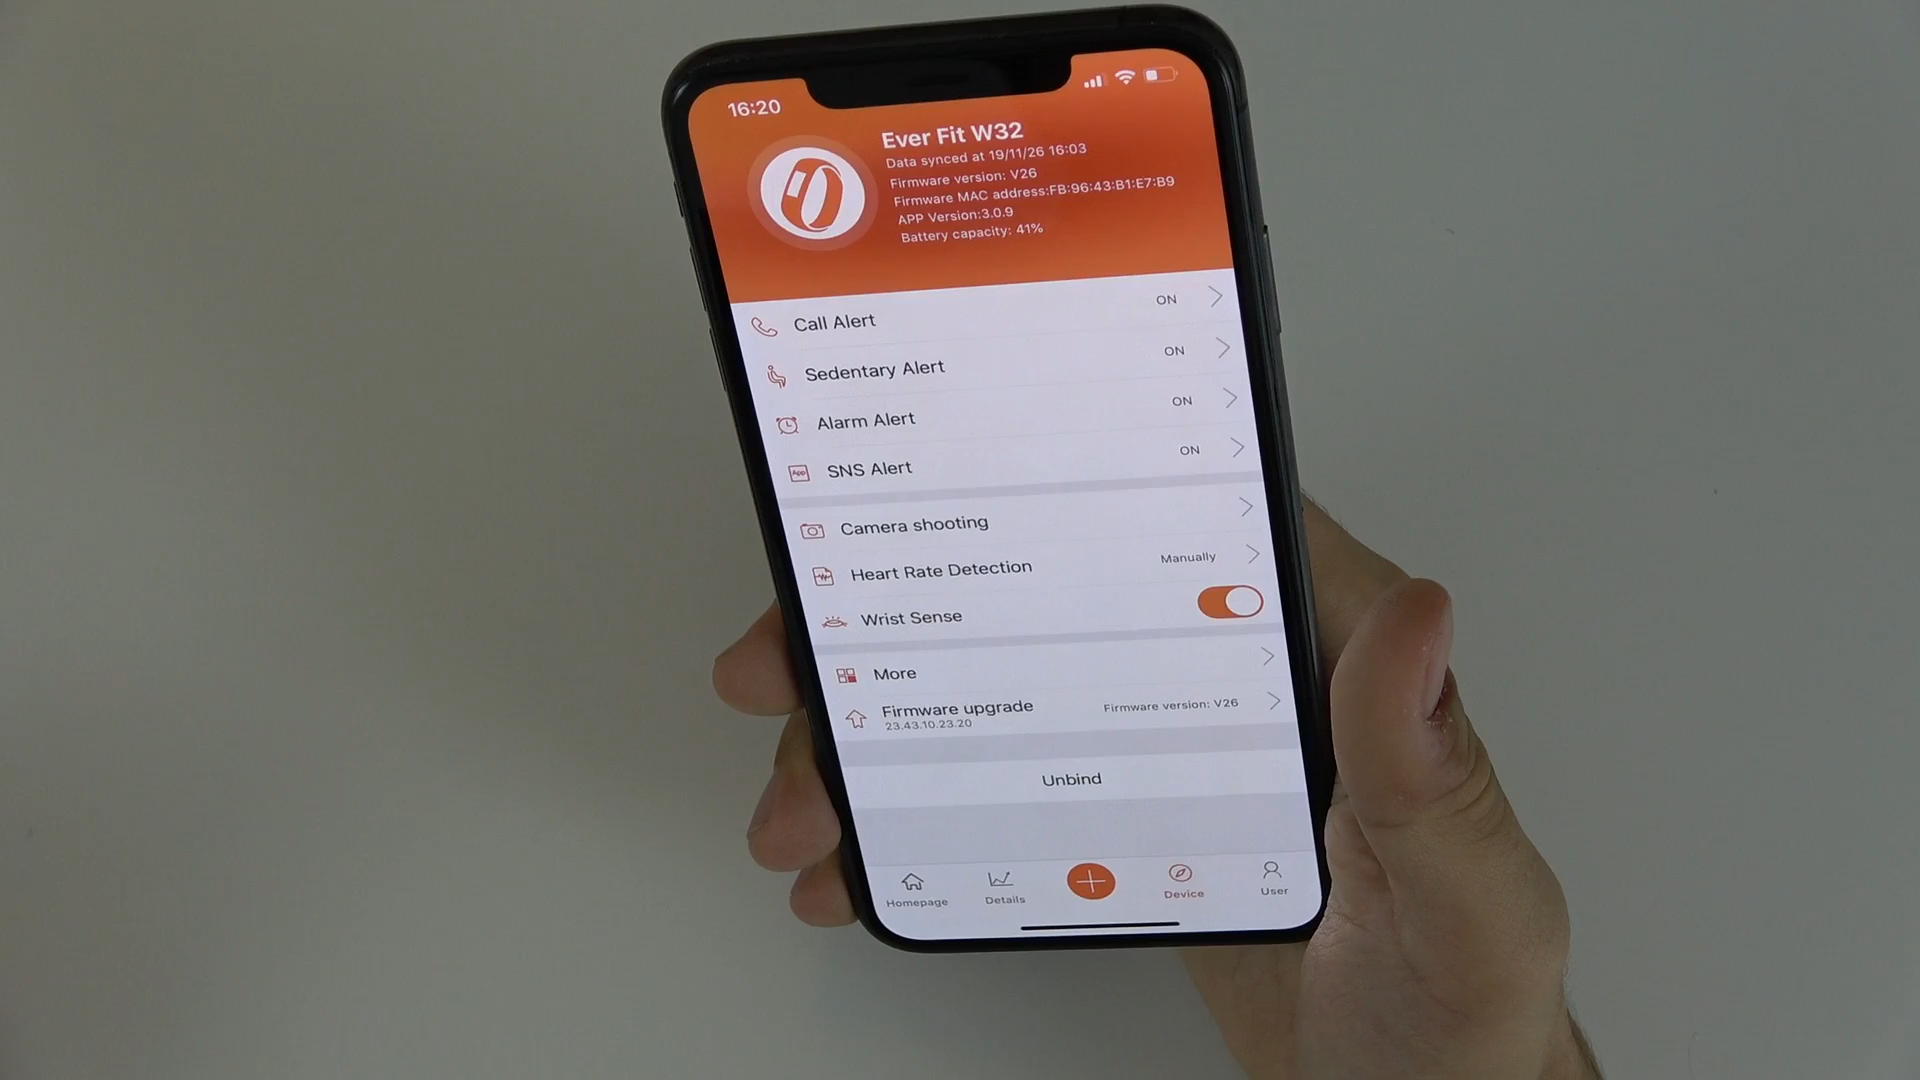 16:20
Ever Fit W32
Data synced at 19/11/26 16:03
Firmware version: V26
Firmware MAC address:FB:96:43:B1:E7:B9
APP Version:3.0.9
Battery capacity: 41%
Call Alert ON
Sedentary Alert ON
Alarm Alert ON
App SNS Alert ON
Camera shooting
Heart Rate Detection Manually
Wrist Sense
More
Firmware upgrade Firmware version: V26
23.43.10.23.20
Unbind
Homepage Details Device User